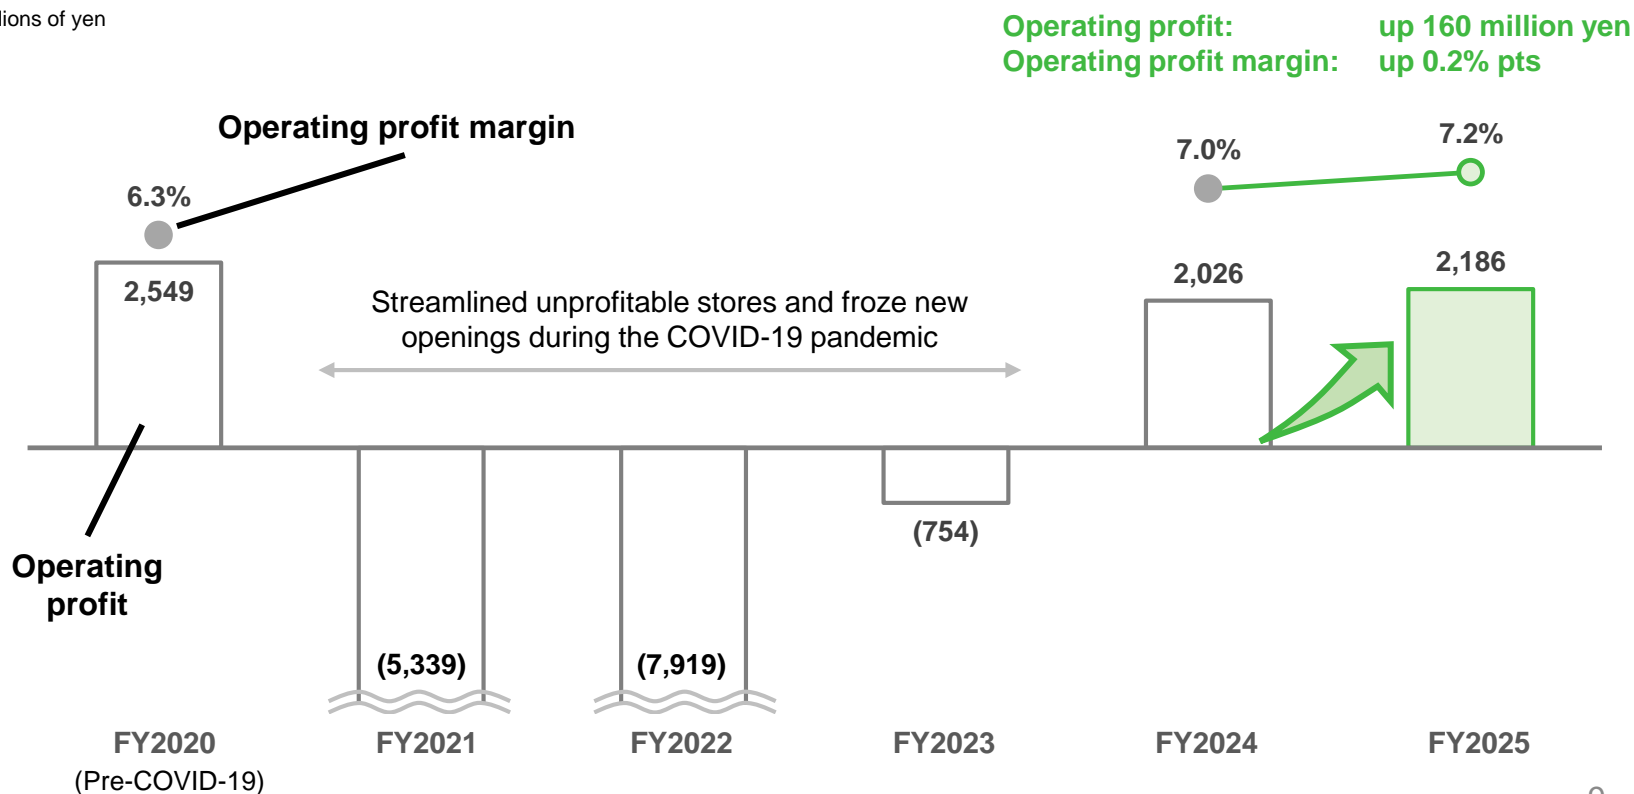 lions of yen
Operating profit: up 160 million yen
Operating profit margin: up 0.2% pts
Operating profit margin
6.3%
7.0%
7.2%
2,549
2,026
2,186
Streamlined unprofitable stores and froze new
openings during the COVID-19 pandemic
(754)
Operating
profit
(5,339)
(7,919)
FY2020
FY2021
FY2022
FY2023
FY2024
FY2025
(Pre-COVID-19)